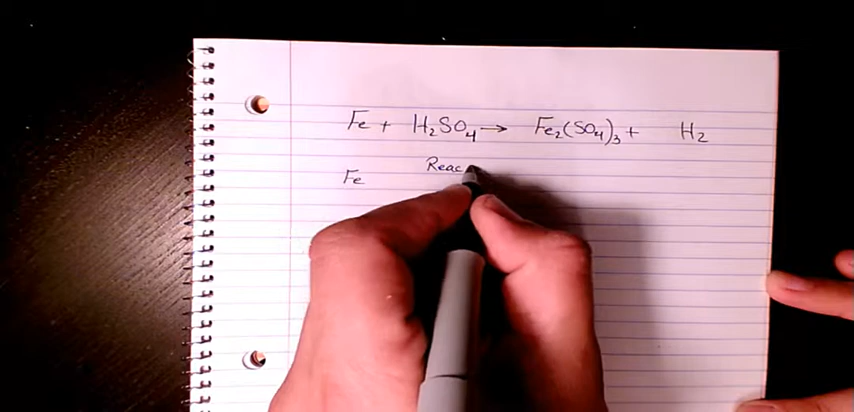 Fe + H₂SO₄ → Fe₂(SO₄)₃ + H₂
Reac
Fe